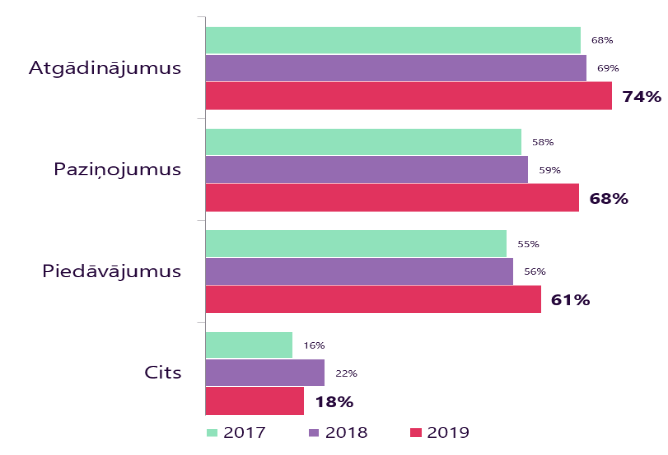 68%
Atgādinājumus
69%
74%
58%
Paziņojumus
59%
68%
55%
Piedāvājumus
56%
61%
16%
Cits
22%
18%
2017 2018 2019